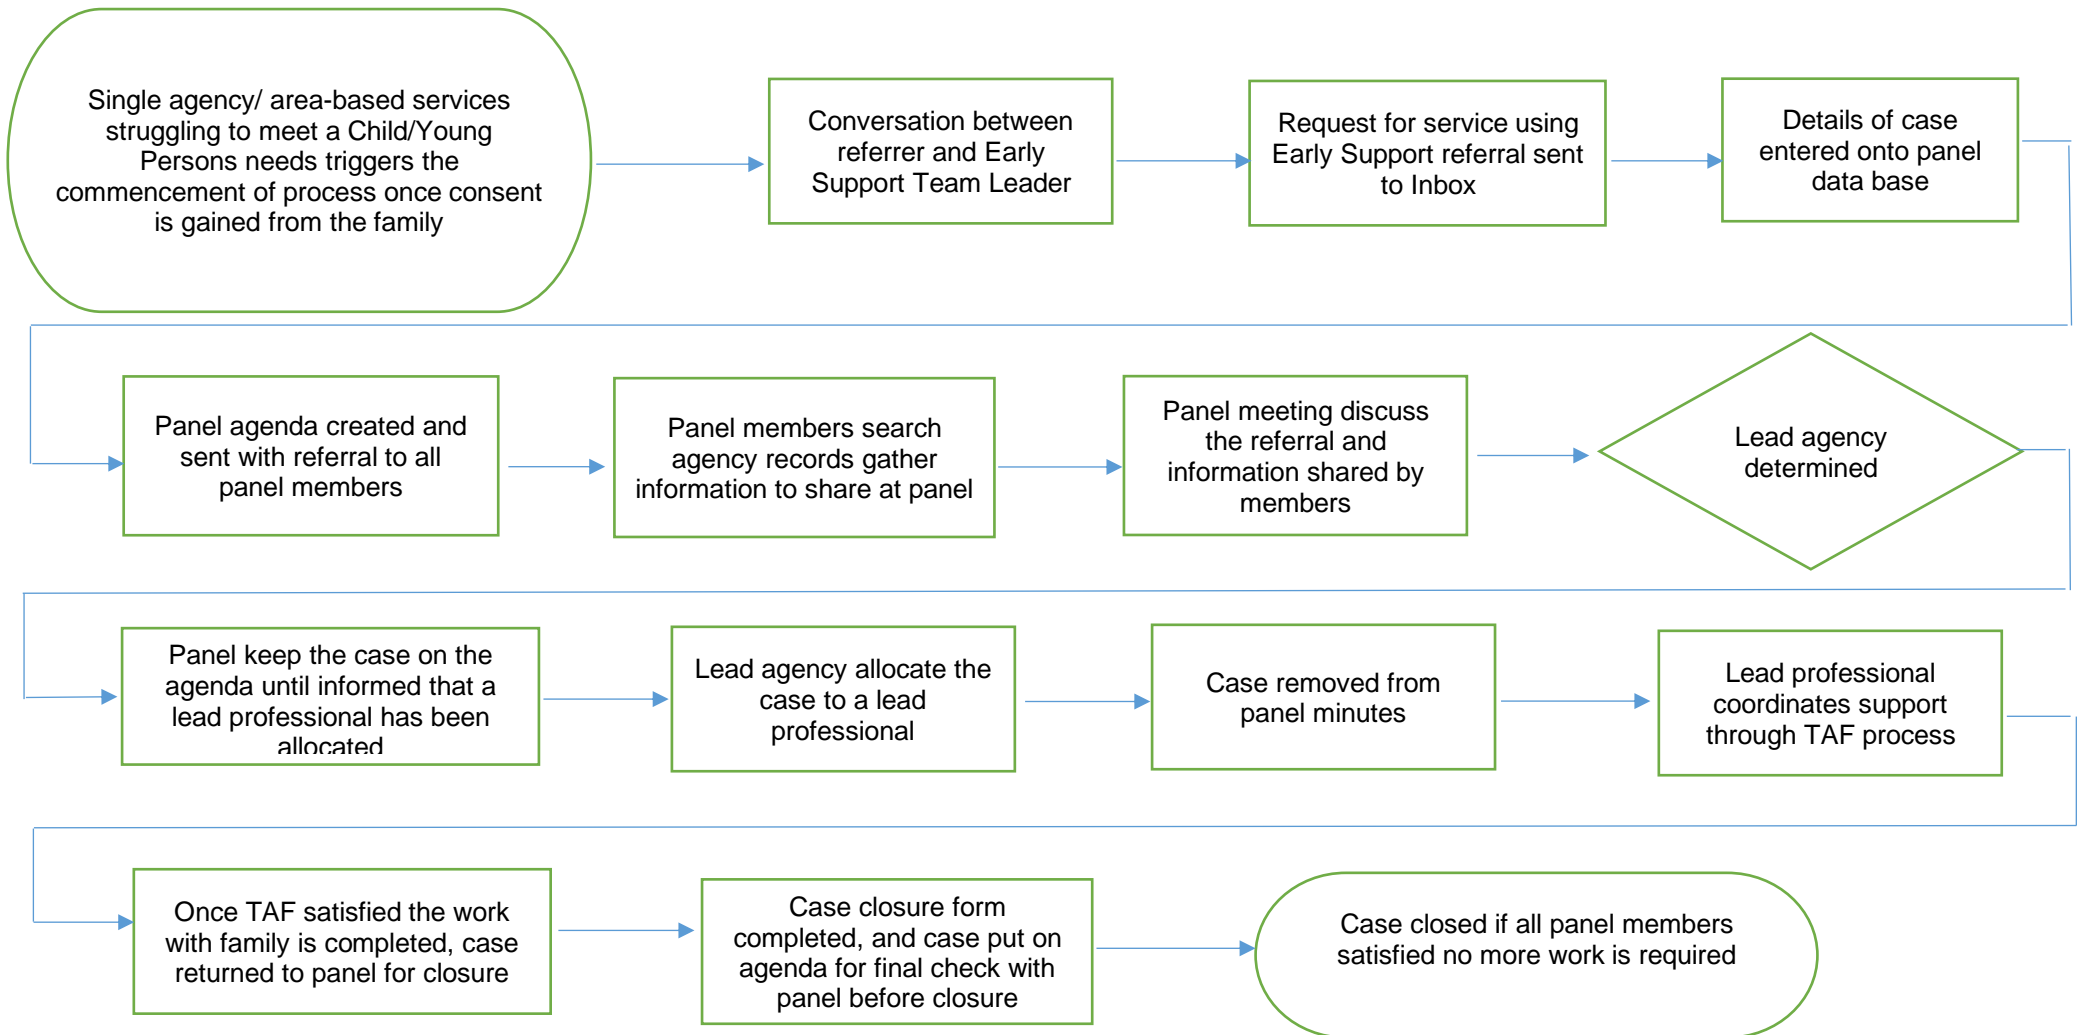 Single agency/ area-based services
struggling to meet a Child/Young
Persons needs triggers the
commencement of process once consent
is gained from the family
Conversation between
referrer and Early
Support Team Leader
Request for service using
Early Support referral sent
to Inbox
Details of case
entered onto panel
data base
Panel agenda created and
sent with referral to all
panel members
Panel members search
agency records gather
information to share at panel
Panel meeting discuss
the referral and
information shared by
members
Lead agency
determined
Panel keep the case on the
agenda until informed that a
lead professional has been
allocated
Lead agency allocate the
case to a lead
professional
Case removed from
panel minutes
Lead professional
coordinates support
through TAF process
Once TAF satisfied the work
with family is completed, case
returned to panel for closure
Case closure form
completed, and case put on
agenda for final check with
panel before closure
Case closed if all panel members
satisfied no more work is required